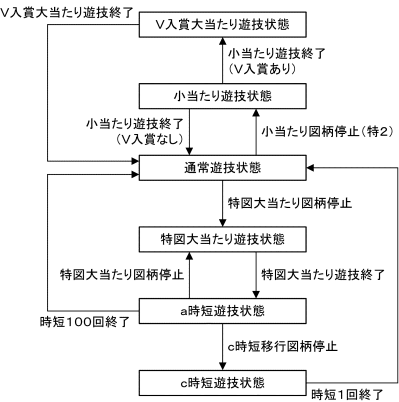 V入賞大当たり遊技終了
V入賞大当たり遊技状態
小当たり遊技終了
(V入賞あり)
小当たり遊技状態
小当たり遊技終了
(V入賞なし)
小当たり図柄停止(特2)
通常遊技状態
特図大当たり図柄停止
特図大当たり遊技状態
特図大当たり図柄停止
特図大当たり遊技終了
a時短遊技状態
時短100回終了
c時短移行図柄停止
c時短遊技状態
時短1回終了